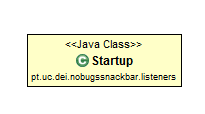 <<Java Class>>
C Startup
pt.uc.dei.nobugssnackbar.listeners